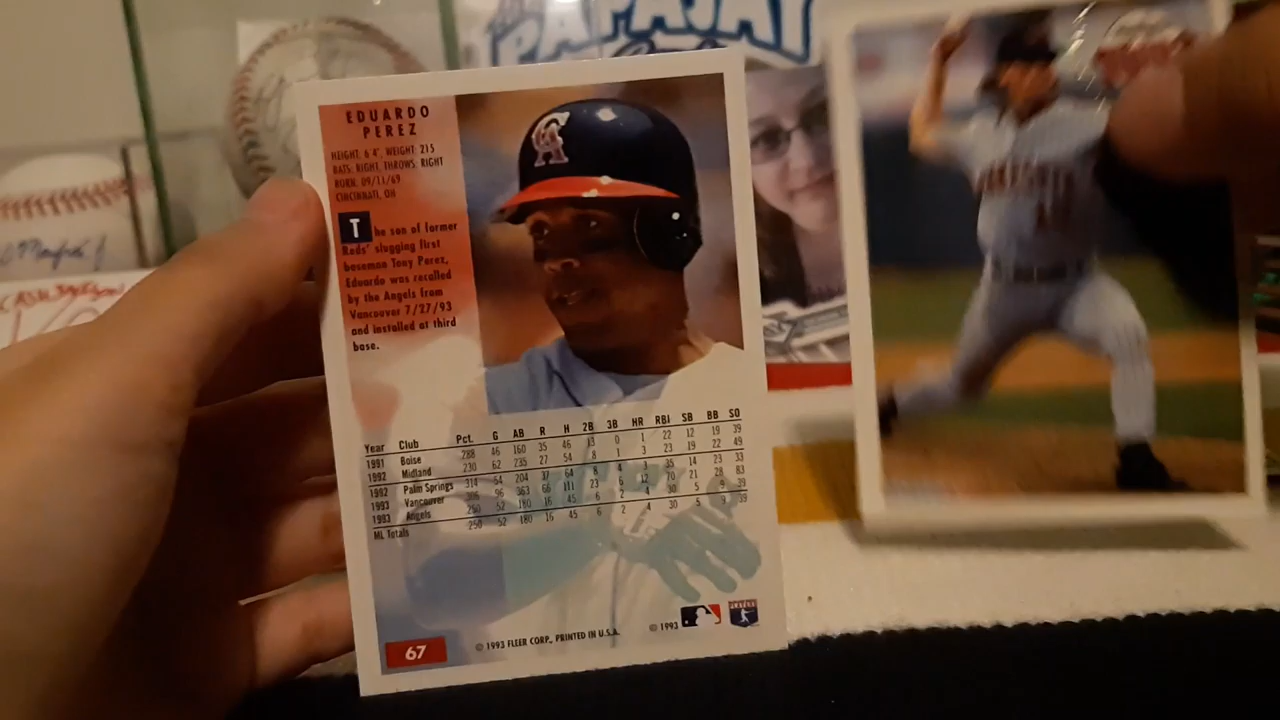 PAPAJAY
EDUARDO
PEREZ
HEIGHT: 6'4", WEIGHT: 215
BATS: RIGHT, THROWS: RIGHT
BORN: 09/11/69
CINCINNATI, OH
The son of former
Reds' slugging first
baseman Tony Perez,
Eduardo was recalled
by the Angels from
Vancouver 7/27/93
and installed at third
base.
Year Club Pct. G AB R H 2B 3B HR RBI SB BB SO
1991 Boise 288 46 160 35 46 13 0 1 22 12 19 39
1992 Midland 230 62 235 27 54 8 1 3 23 19 22 49
1992 Palm Springs 314 54 204 37 64 8 4 3 35 14 23 33
1993 Vancouver 306 96 363 66 111 23 6 12 70 21 28 83
1993 Angels 250 52 180 16 45 6 2 4 30 5 9 39
ML Totals 250 52 180 16 45 6 2 4 30 5 9 39
67
© 1993 FLEER CORP., PRINTED IN U.S.A.
© 1993
PLAYERS